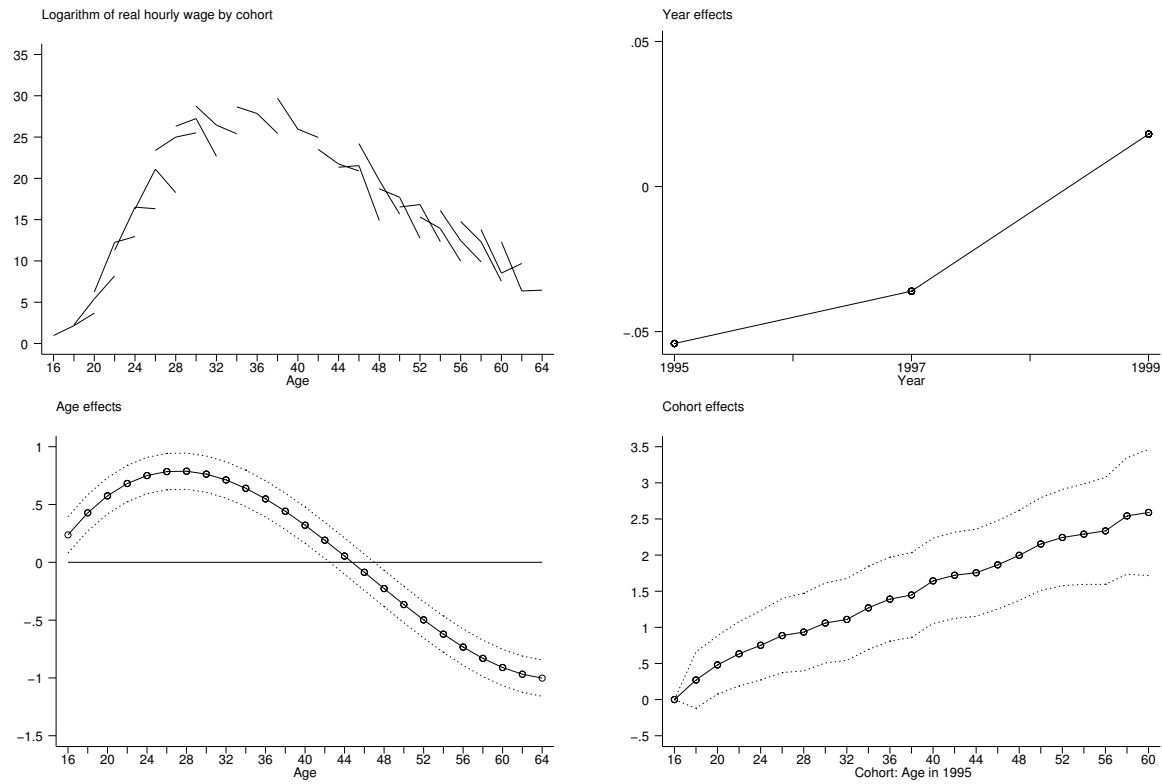 Logarithm of real hourly wage by cohort
35
30
25
20
15
10
5
0
16 20 24 28 32 36 40 44 48 52 56 60 64
Age
Year effects
.05
0
−.05
1995 1997 1999
Year
Age effects
1
.5
0
−.5
−1
−1.5
16 20 24 28 32 36 40 44 48 52 56 60 64
Age
Cohort effects
3.5
3
2.5
2
1.5
1
.5
0
−.5
16 20 24 28 32 36 40 44 48 52 56 60
Cohort: Age in 1995